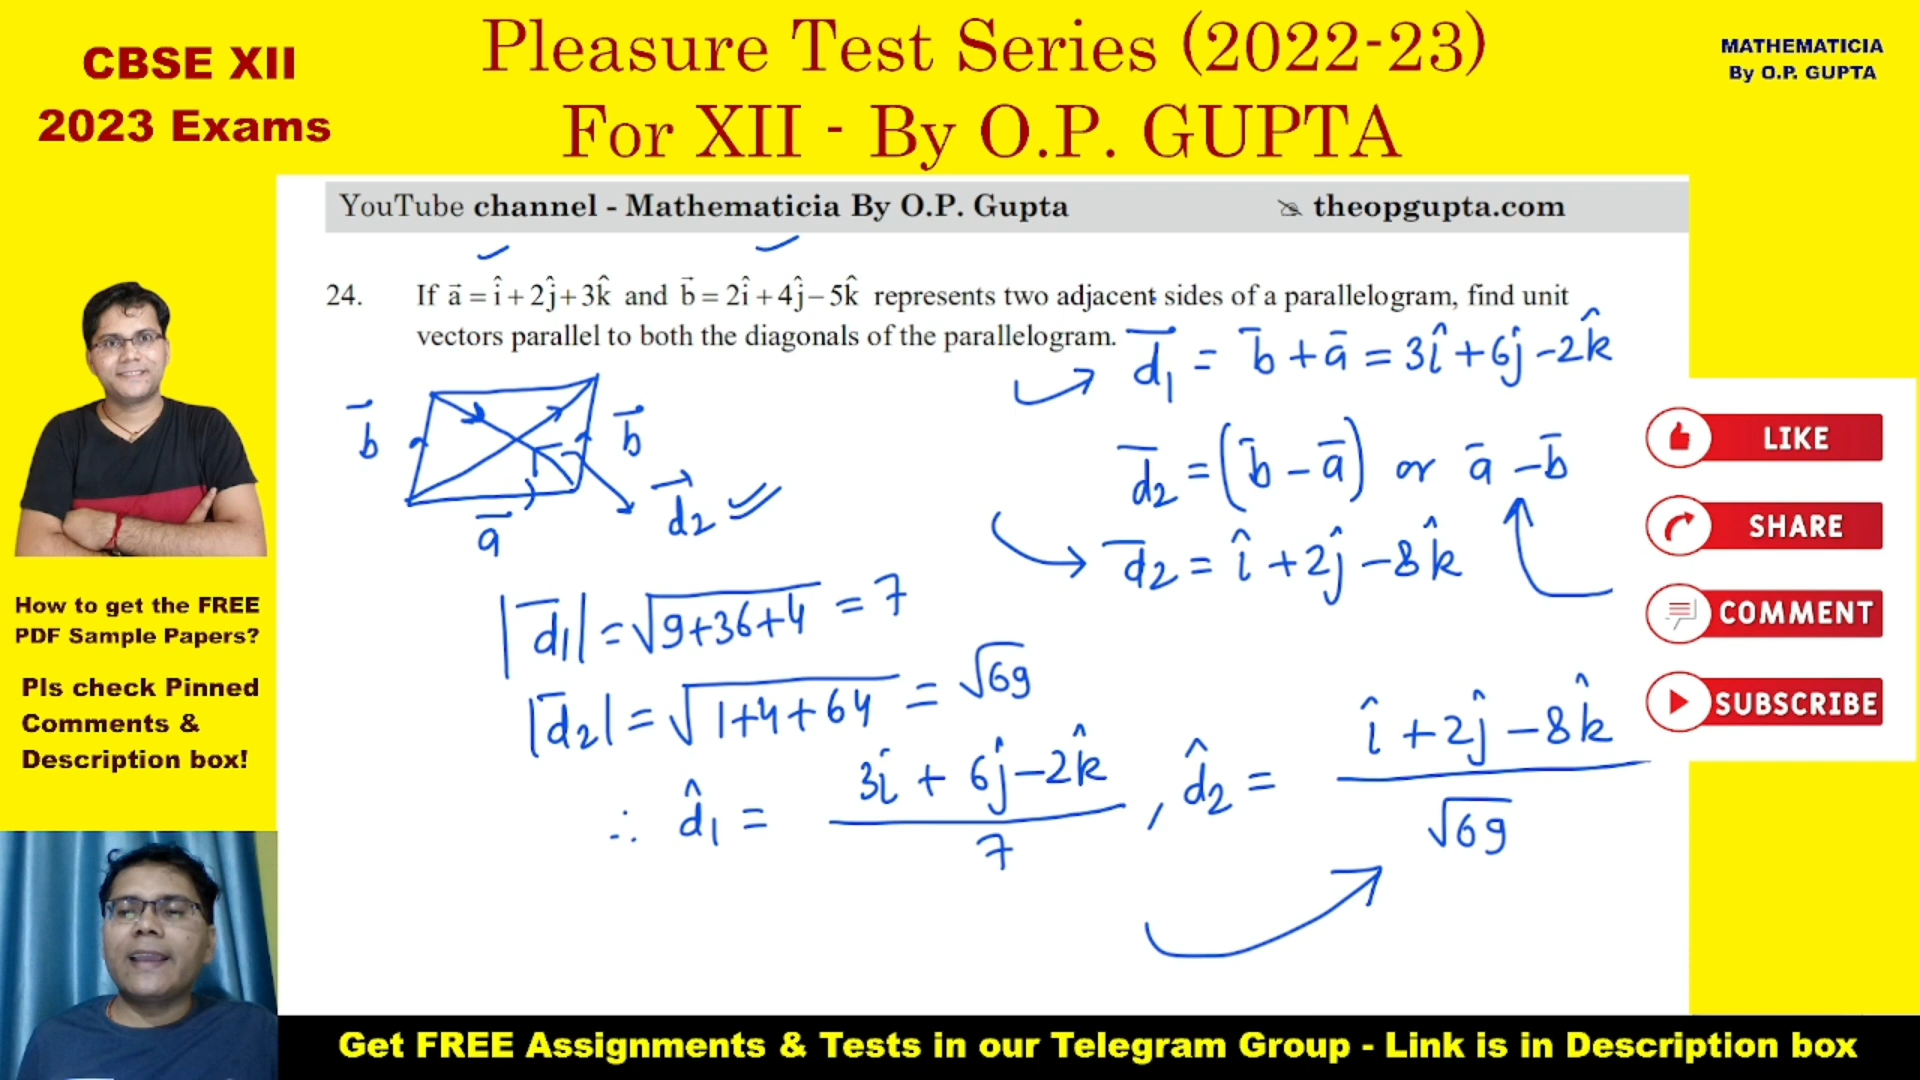 CBSE XII
2023 Exams
Pleasure Test Series (2022-23)
For XII - By O.P. GUPTA
MATHEMATICIA
By O.P. GUPTA
YouTube channel - Mathematicia By O.P. Gupta theopgupta.com
24. If a⃗ = î + 2ĵ + 3k̂ and b⃗ = 2î + 4ĵ − 5k̂ represents two adjacent sides of a parallelogram, find unit
vectors parallel to both the diagonals of the parallelogram.
d̄₁ = b̄ + ā = 3î + 6ĵ − 2k̂
b⃗
b⃗
ā
d⃗₂
d̄₂ = (b̄ − ā) or ā − b̄
d̄₂ = î + 2ĵ − 8k̂
|d̄₁| = √(9+36+4) = 7
|d̄₂| = √(1+4+64) = √69
∴ d̂₁ = (3î + 6ĵ − 2k̂)/7 , d̂₂ = (î + 2ĵ − 8k̂)/√69
LIKE
SHARE
COMMENT
SUBSCRIBE
How to get the FREE
PDF Sample Papers?
Pls check Pinned
Comments &
Description box!
Get FREE Assignments & Tests in our Telegram Group - Link is in Description box